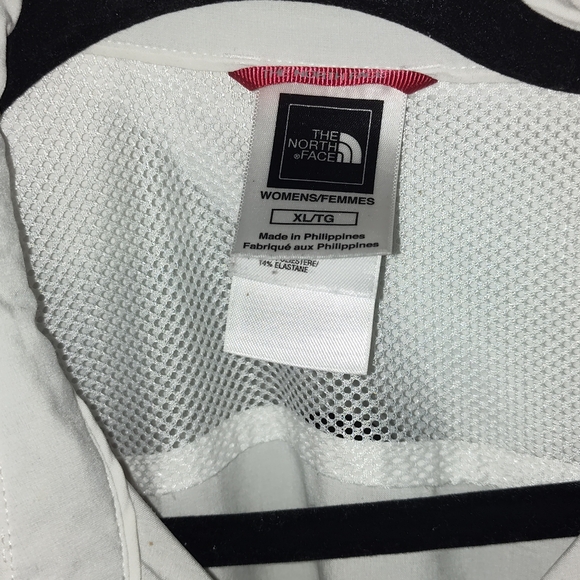 THE
NORTH
FACE
WOMENS/FEMMES
XL/TG
Made in Philippines
Fabriqué aux Philippines
14% ELASTANE